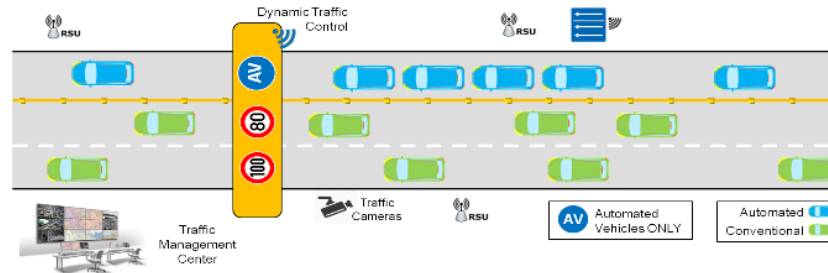 Dynamic Traffic
Control
RSU
RSU
AV
80
100
Traffic
Management
Center
Traffic
Cameras
RSU
AV
Automated
Vehicles ONLY
Automated
Conventional